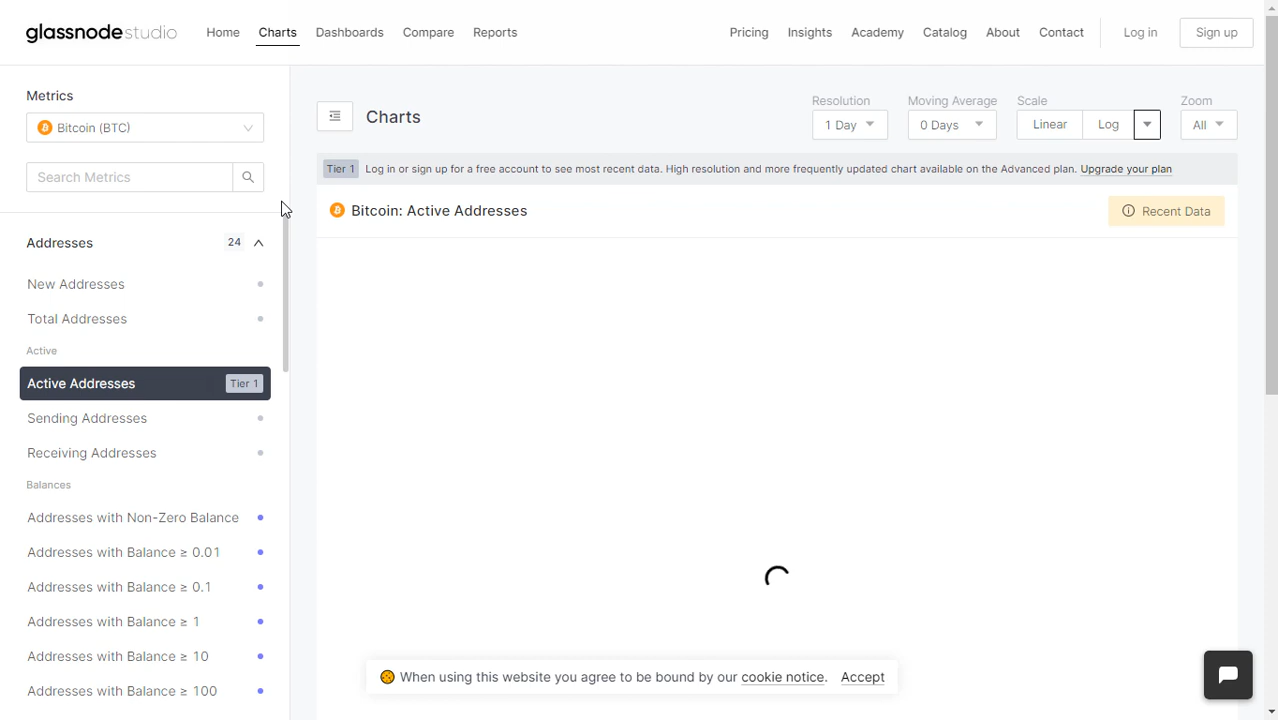 glassnodestudio Home Charts Dashboards Compare Reports Pricing Insights Academy Catalog About Contact Log in Sign up
Metrics
Bitcoin (BTC)
Search Metrics
Addresses 24
New Addresses
Total Addresses
Active
Active Addresses Tier 1
Sending Addresses
Receiving Addresses
Balances
Addresses with Non-Zero Balance
Addresses with Balance ≥ 0.01
Addresses with Balance ≥ 0.1
Addresses with Balance ≥ 1
Addresses with Balance ≥ 10
Addresses with Balance ≥ 100
Charts
Resolution Moving Average Scale Zoom
1 Day 0 Days Linear Log All
Tier 1 Log in or sign up for a free account to see most recent data. High resolution and more frequently updated chart available on the Advanced plan. Upgrade your plan
Bitcoin: Active Addresses Recent Data
When using this website you agree to be bound by our cookie notice. Accept